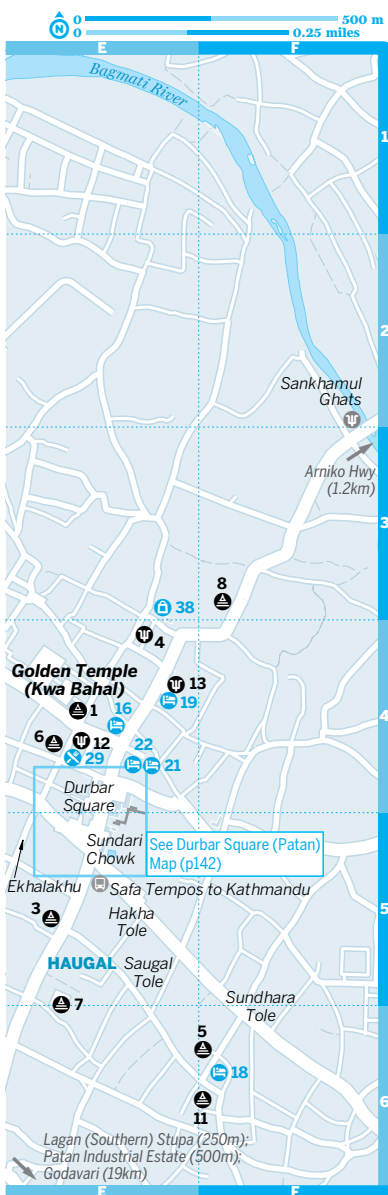 0 500 m
N 0 0.25 miles
E F
Bagmati River
1
2
Sankhamul
Ghats
Arniko Hwy
(1.2km)
3
8
38
4
Golden Temple
(Kwa Bahal)
13
1
16
19
4
6
12
22
29
21
Durbar
Square
Sundari
Chowk
See Durbar Square (Patan)
Map (p142)
Ekhalakhu
Safa Tempos to Kathmandu
3
Hakha
Tole
5
HAUGAL
Saugal
Tole
7
Sundhara
Tole
5
18
11
6
Lagan (Southern) Stupa (250m);
Patan Industrial Estate (500m);
Godavari (19km)
E F